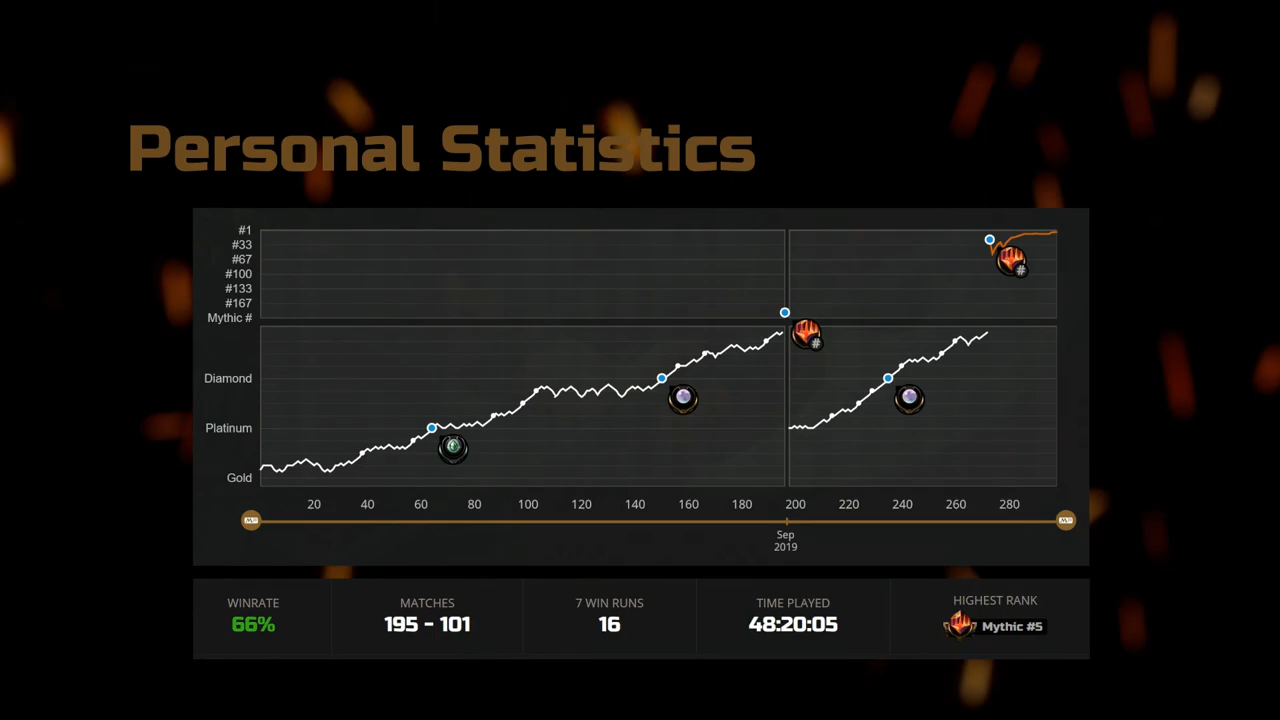 Personal Statistics
#1
#33
#67
#100
#133
#167
Mythic #
Diamond
Platinum
Gold
#
#
20 40 60 80 100 120 140 160 180 200 220 240 260 280
Sep
2019
WINRATE MATCHES 7 WIN RUNS TIME PLAYED HIGHEST RANK
66% 195 - 101 16 48:20:05 Mythic #5